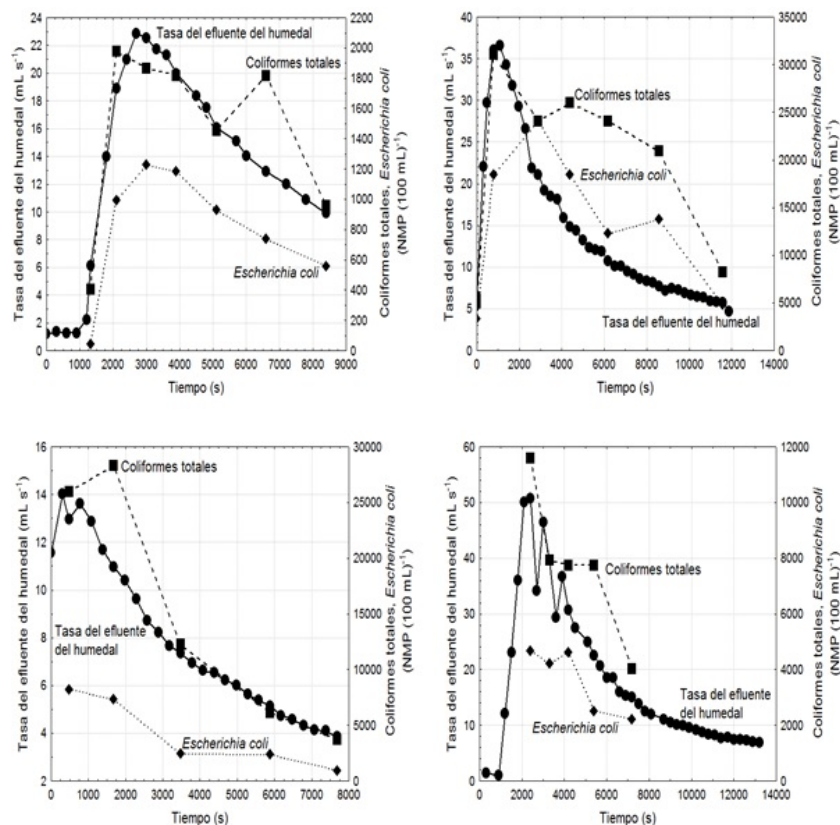 24
22
20
18
16
14
12
10
8
6
4
2
0
Tasa del efluente del humedal (mL s⁻¹)
Tasa del efluente del humedal
Coliformes totales
Escherichia coli
2200
2000
1800
1600
1400
1200
1000
800
600
400
200
0
Coliformes totales, Escherichia coli
(NMP (100 mL)⁻¹)
0 1000 2000 3000 4000 5000 6000 7000 8000 9000
Tiempo (s)
40
35
30
25
20
15
10
5
0
Tasa del efluente del humedal (mL s⁻¹)
Coliformes totales
Escherichia coli
Tasa del efluente del humedal
35000
30000
25000
20000
15000
10000
5000
0
Coliformes totales, Escherichia coli
(NMP (100 mL)⁻¹)
0 2000 4000 6000 8000 10000 12000 14000
Tiempo (s)
16
14
12
10
8
6
4
2
Tasa del efluente del humedal (mL s⁻¹)
Coliformes totales
Tasa del efluente
del humedal
Escherichia coli
30000
25000
20000
15000
10000
5000
0
Coliformes totales, Escherichia coli
(NMP (100 mL)⁻¹)
0 1000 2000 3000 4000 5000 6000 7000 8000
Tiempo (s)
60
50
40
30
20
10
0
Tasa del efluente del humedal (mL s⁻¹)
Coliformes totales
Tasa del efluente
del humedal
Escherichia coli
12000
10000
8000
6000
4000
2000
0
Coliformes totales, Escherichia coli
(NMP (100 mL)⁻¹)
0 2000 4000 6000 8000 10000 12000 14000
Tiempo (s)